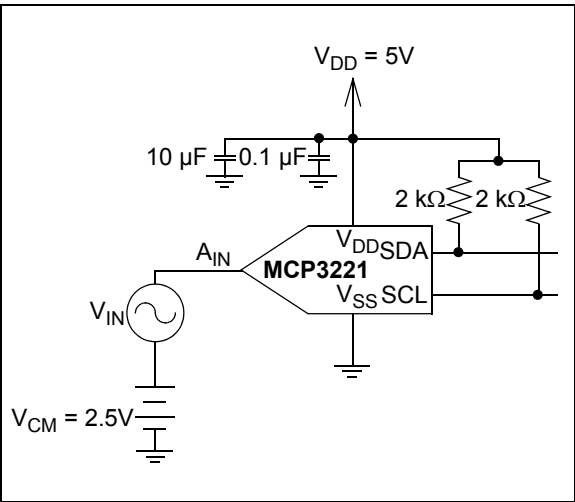 V_DD = 5V
10 µF 0.1 µF
2 kΩ 2 kΩ
A_IN
V_DD SDA
MCP3221
V_SS SCL
V_IN
V_CM = 2.5V